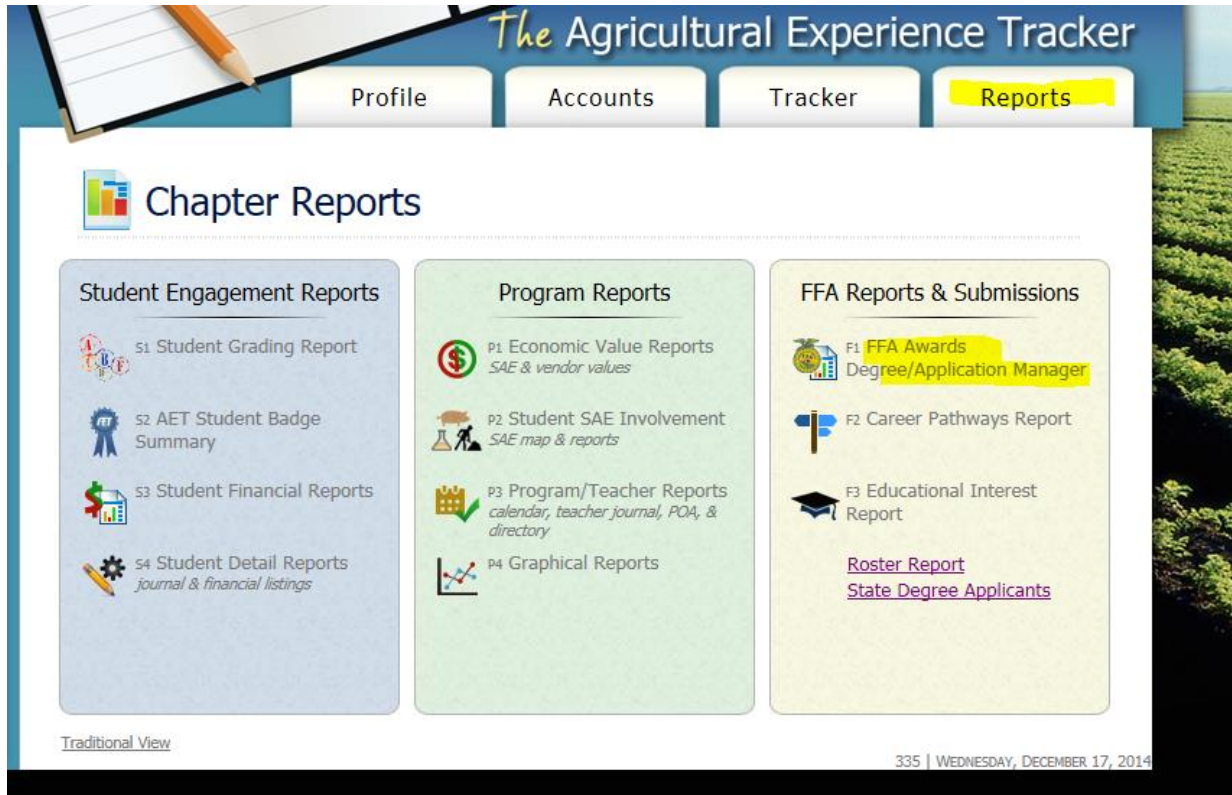 The Agricultural Experience Tracker
Profile
Accounts
Tracker
Reports
Chapter Reports
Student Engagement Reports
S1 Student Grading Report
S2 AET Student Badge
Summary
S3 Student Financial Reports
S4 Student Detail Reports
journal & financial listings
Program Reports
P1 Economic Value Reports
SAE & vendor values
P2 Student SAE Involvement
SAE map & reports
P3 Program/Teacher Reports
calendar, teacher journal, POA, &
directory
P4 Graphical Reports
FFA Reports & Submissions
F1 FFA Awards
Degree/Application Manager
F2 Career Pathways Report
F3 Educational Interest
Report
Roster Report
State Degree Applicants
Traditional View
335 | WEDNESDAY, DECEMBER 17, 2014